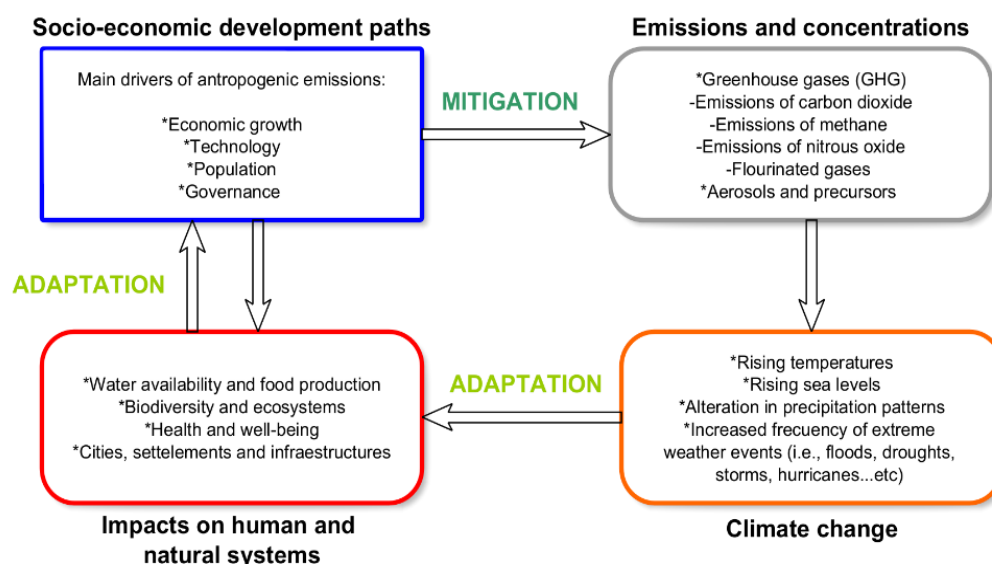 Socio-economic development paths
Main drivers of antropogenic emissions:
*Economic growth
*Technology
*Population
*Governance
MITIGATION
Emissions and concentrations
*Greenhouse gases (GHG)
-Emissions of carbon dioxide
-Emissions of methane
-Emissions of nitrous oxide
-Flourinated gases
*Aerosols and precursors
ADAPTATION
*Water availability and food production
*Biodiversity and ecosystems
*Health and well-being
*Cities, settelements and infraestructures
Impacts on human and
natural systems
ADAPTATION
*Rising temperatures
*Rising sea levels
*Alteration in precipitation patterns
*Increased frecuency of extreme
weather events (i.e., floods, droughts,
storms, hurricanes...etc)
Climate change